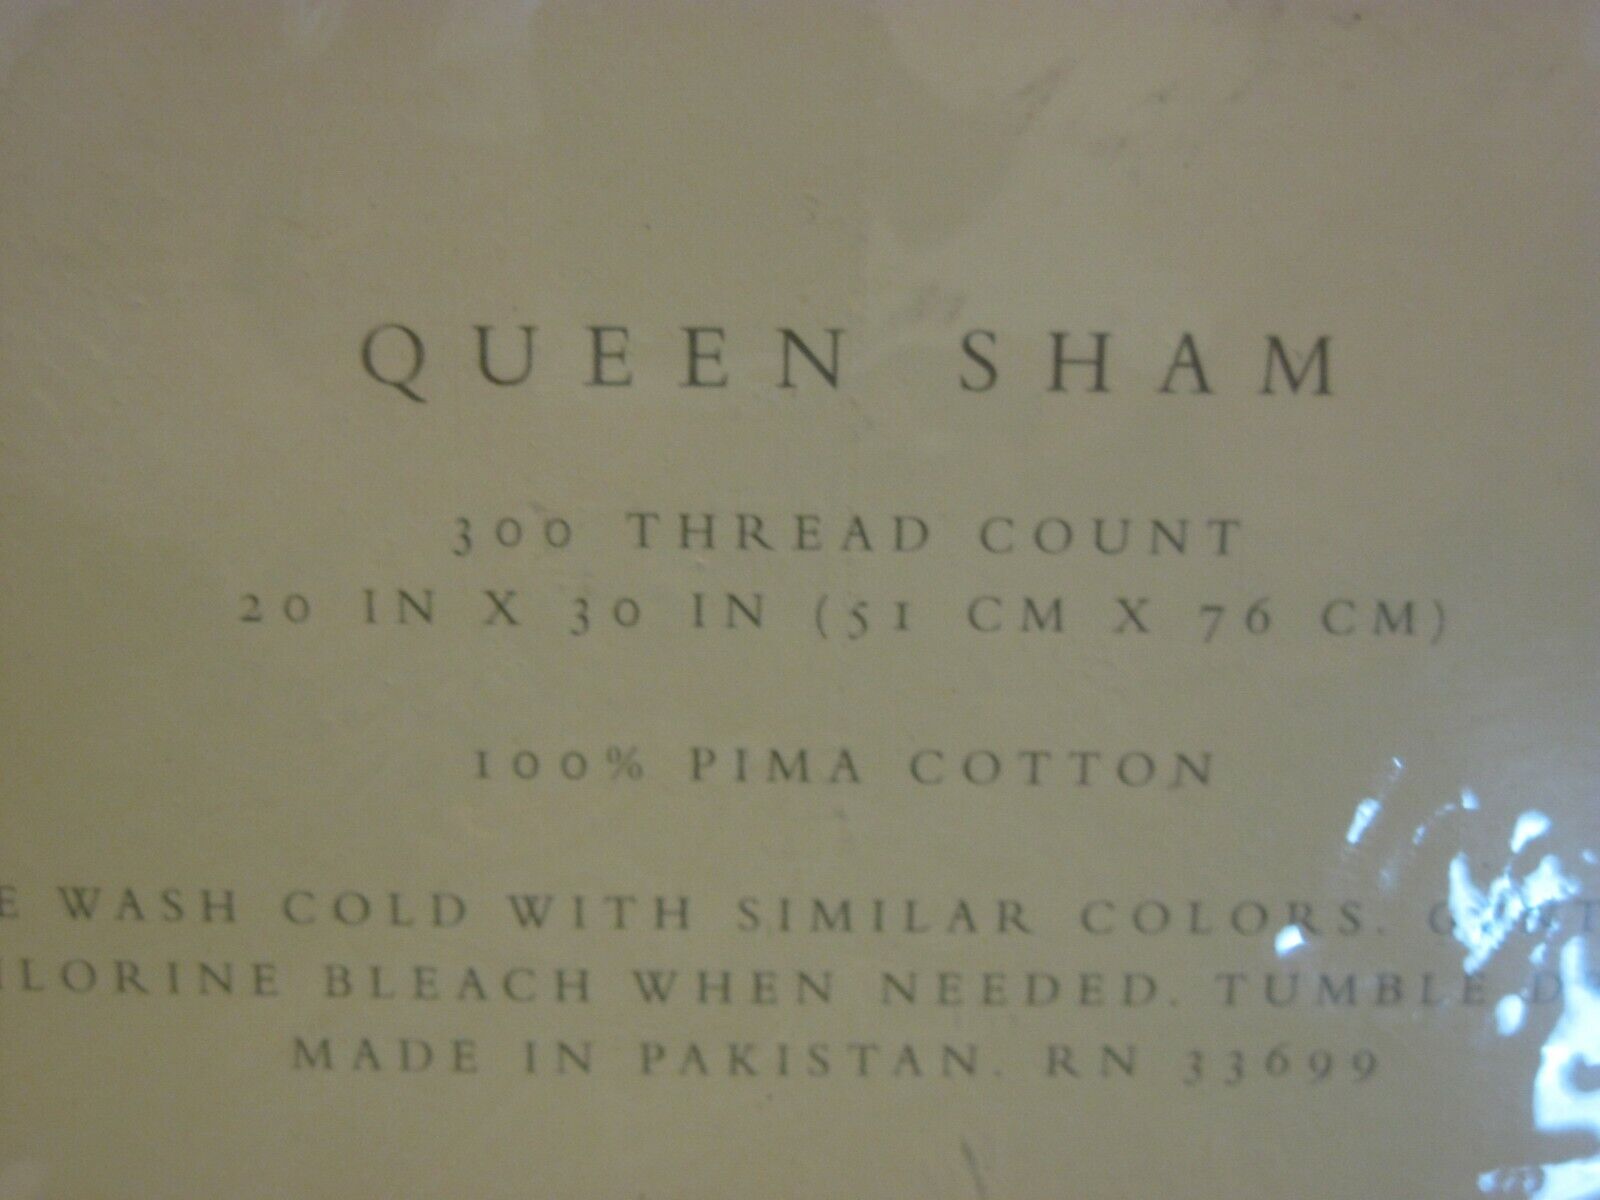 QUEEN SHAM
300 THREAD COUNT
20 IN X 30 IN (51 CM X 76 CM)
100% PIMA COTTON
WASH COLD WITH SIMILAR COLORS.
BLEACH WHEN NEEDED. TUMBLE
MADE IN PAKISTAN. RN 33699